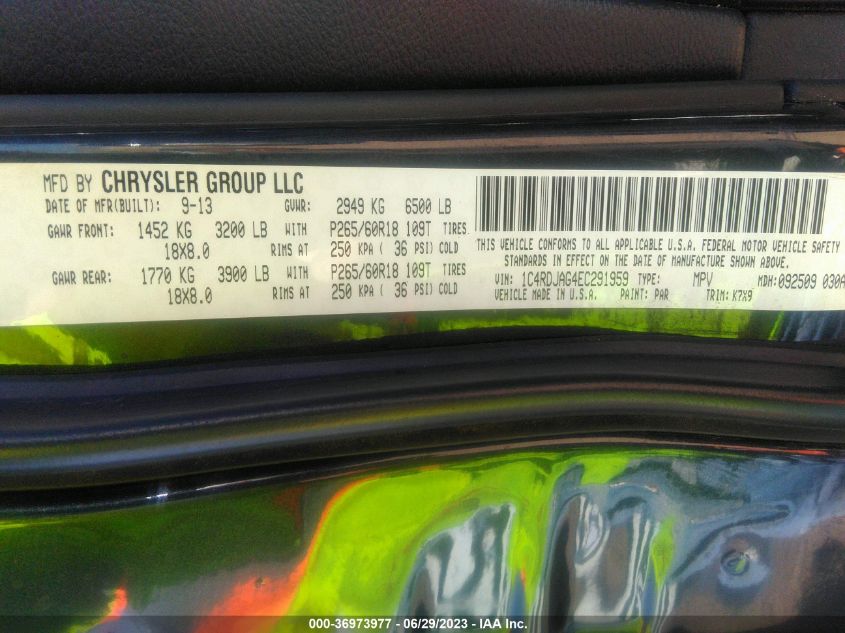 MFD BY CHRYSLER GROUP LLC
DATE OF MFR(BUILT): 9-13 GVWR: 2949 KG 6500 LB
GAWR FRONT: 1452 KG 3200 LB WITH P265/60R18 109T TIRES
18X8.0 RIMS AT 250 KPA ( 36 PSI) COLD
GAWR REAR: 1770 KG 3900 LB WITH P265/60R18 109T TIRES
18X8.0 RIMS AT 250 KPA ( 36 PSI) COLD
THIS VEHICLE CONFORMS TO ALL APPLICABLE U.S.A. FEDERAL MOTOR VEHICLE SAFETY
STANDARDS IN EFFECT ON THE DATE OF MANUFACTURE SHOWN ABOVE.
VIN: 1C4RDJAG4EC291959 TYPE: MPV MDH:092509 030A
VEHICLE MADE IN U.S.A. PAINT: PAR TRIM: K7X9
000-36973977 - 06/29/2023 - IAA Inc.